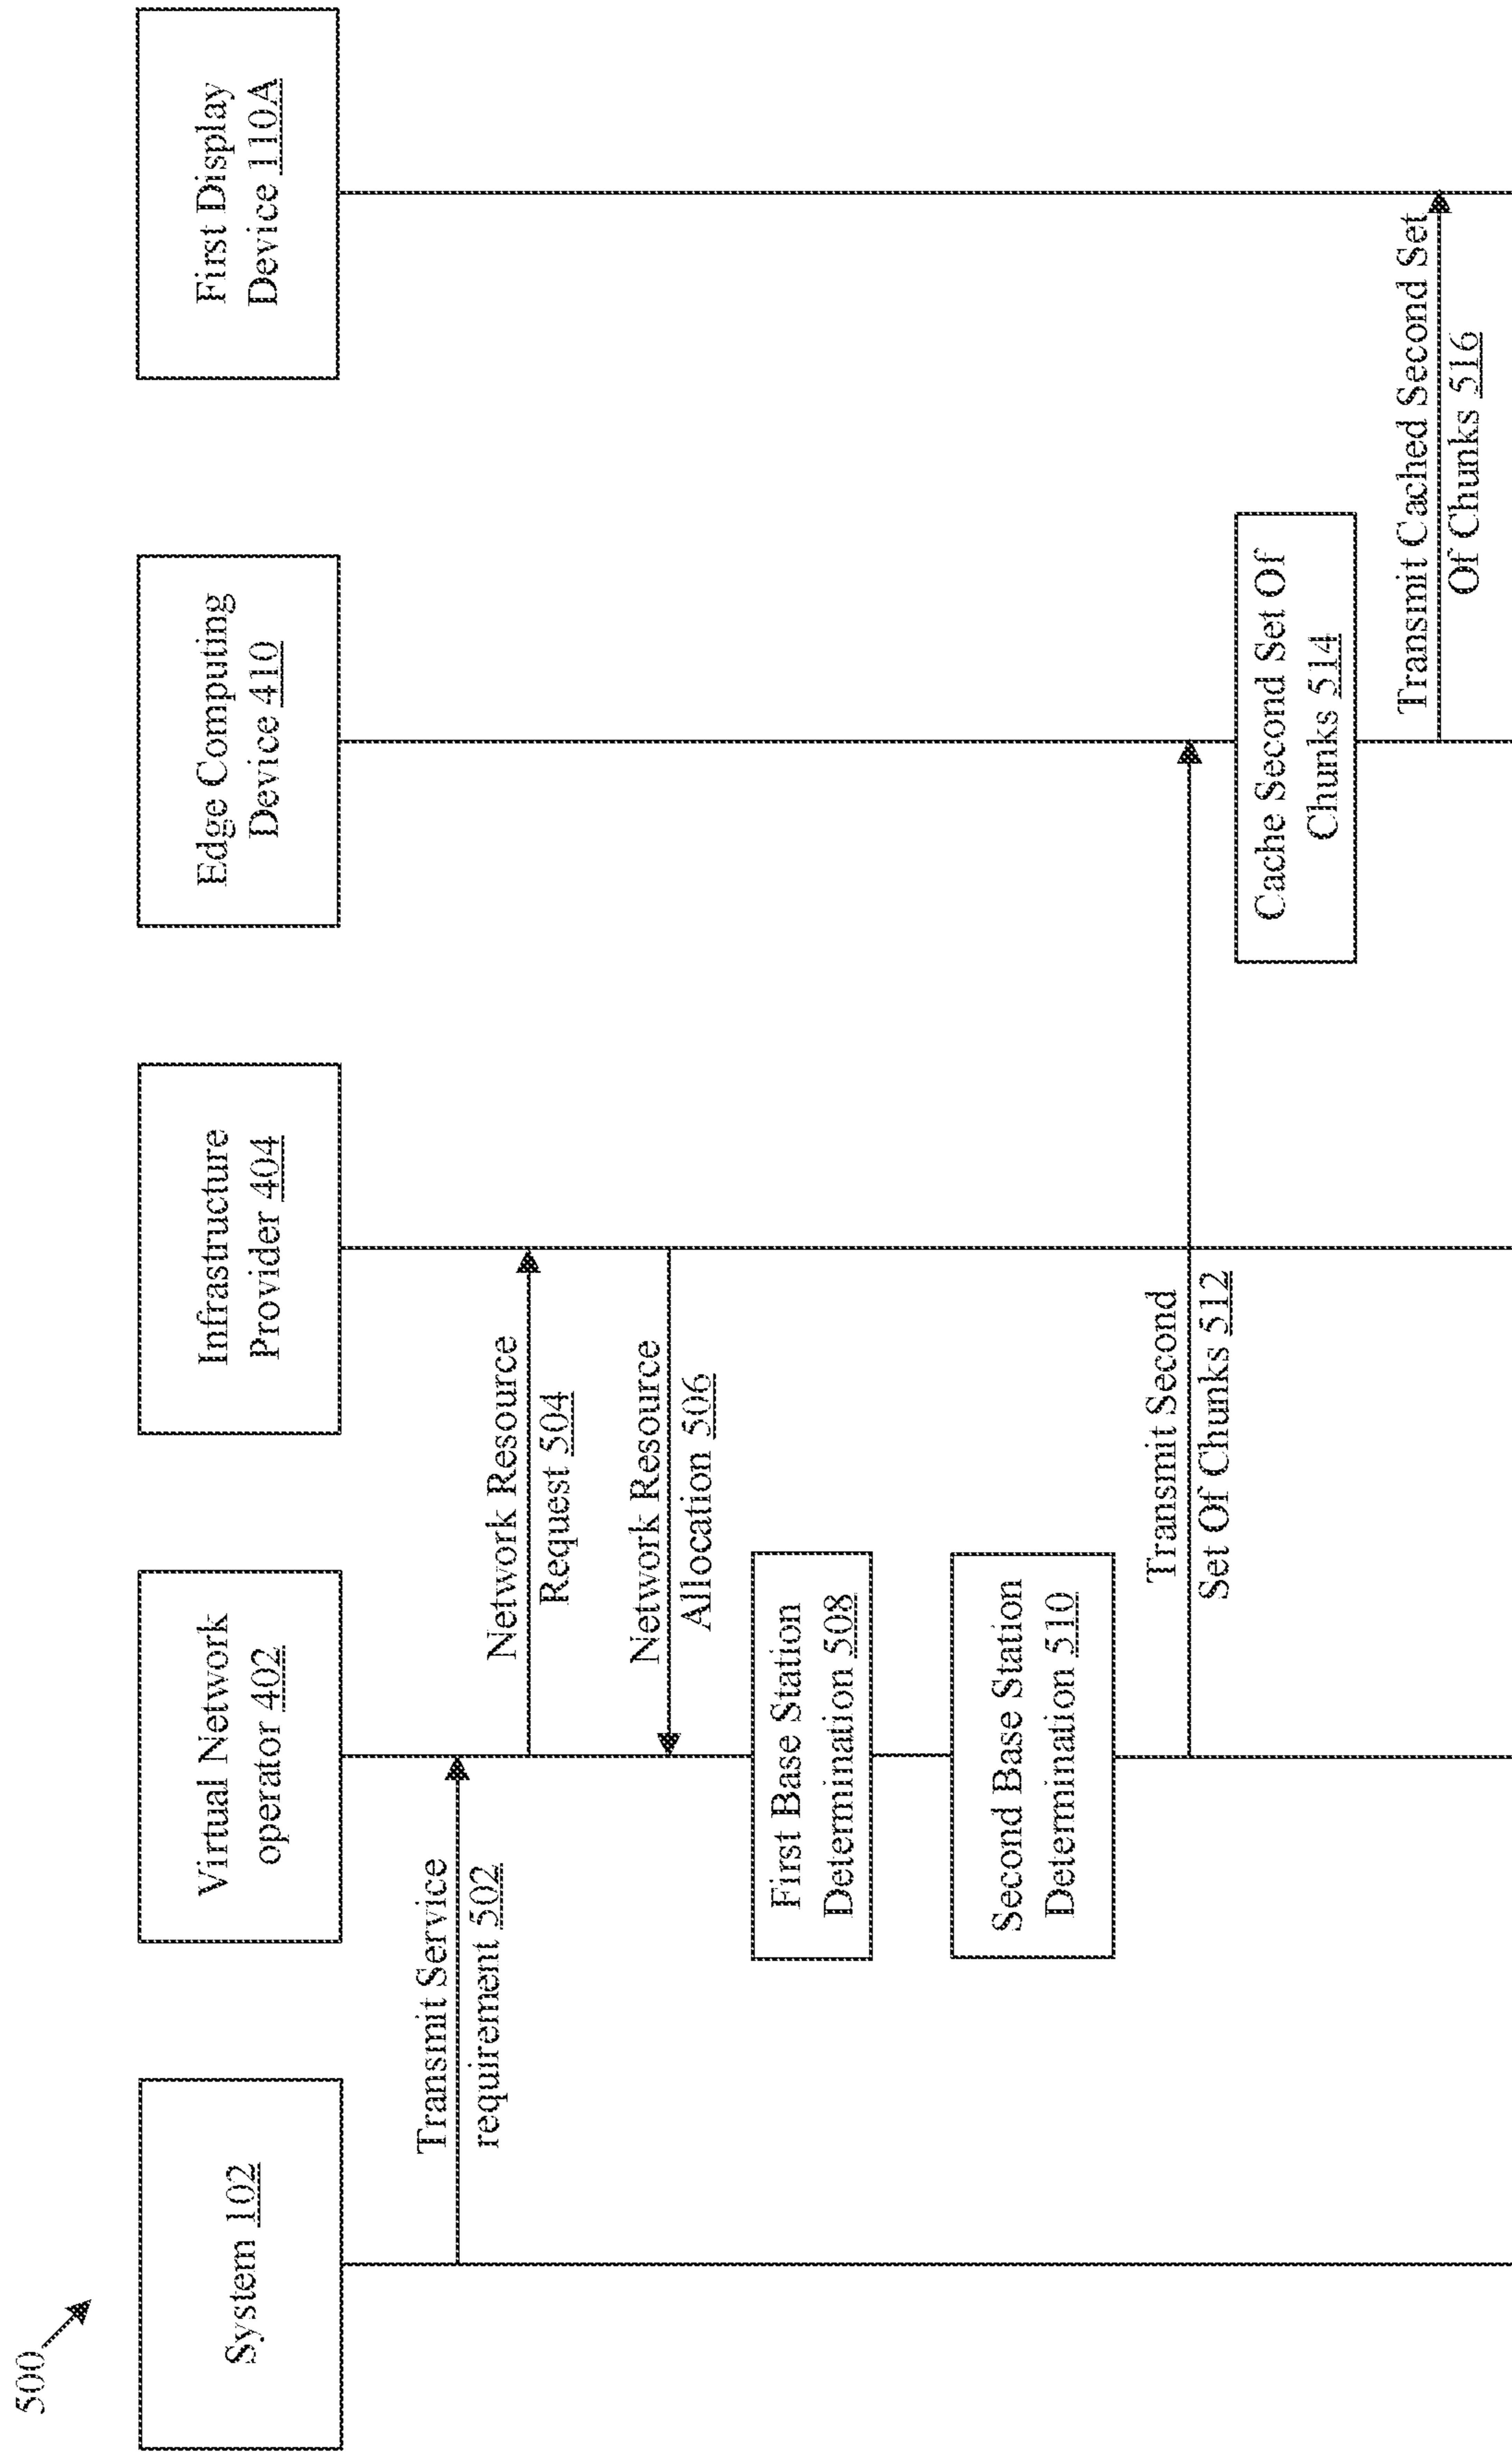 500
System 102
Virtual Network
operator 402
Infrastructure
Provider 404
Edge Computing
Device 410
First Display
Device 110A
Transmit Service
requirement 502
Network Resource
Request 504
Network Resource
Allocation 506
First Base Station
Determination 508
Second Base Station
Determination 510
Transmit Second
Set Of Chunks 512
Cache Second Set Of
Chunks 514
Transmit Cached Second Set
Of Chunks 516